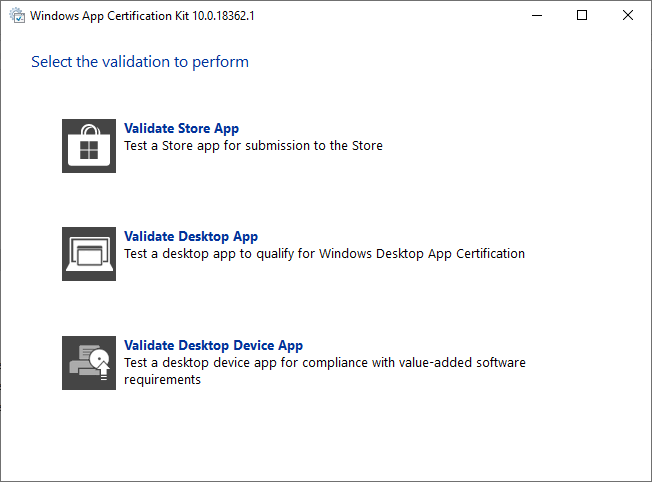 Windows App Certification Kit 10.0.18362.1
Select the validation to perform
Validate Store App
Test a Store app for submission to the Store
Validate Desktop App
Test a desktop app to qualify for Windows Desktop App Certification
Validate Desktop Device App
Test a desktop device app for compliance with value-added software
requirements